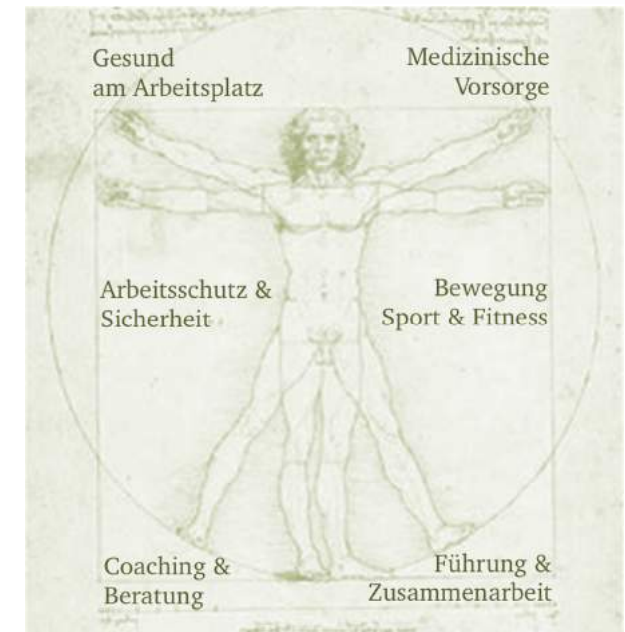 Gesund
am Arbeitsplatz
Medizinische
Vorsorge
Arbeitsschutz &
Sicherheit
Bewegung
Sport & Fitness
Coaching &
Beratung
Führung &
Zusammenarbeit